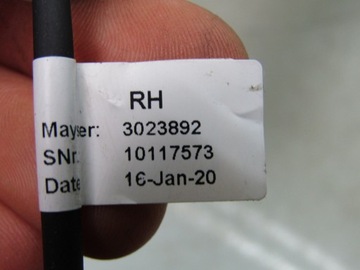 RH
Mayser: 3023892
SNr. 10117573
Date 16-Jan-20